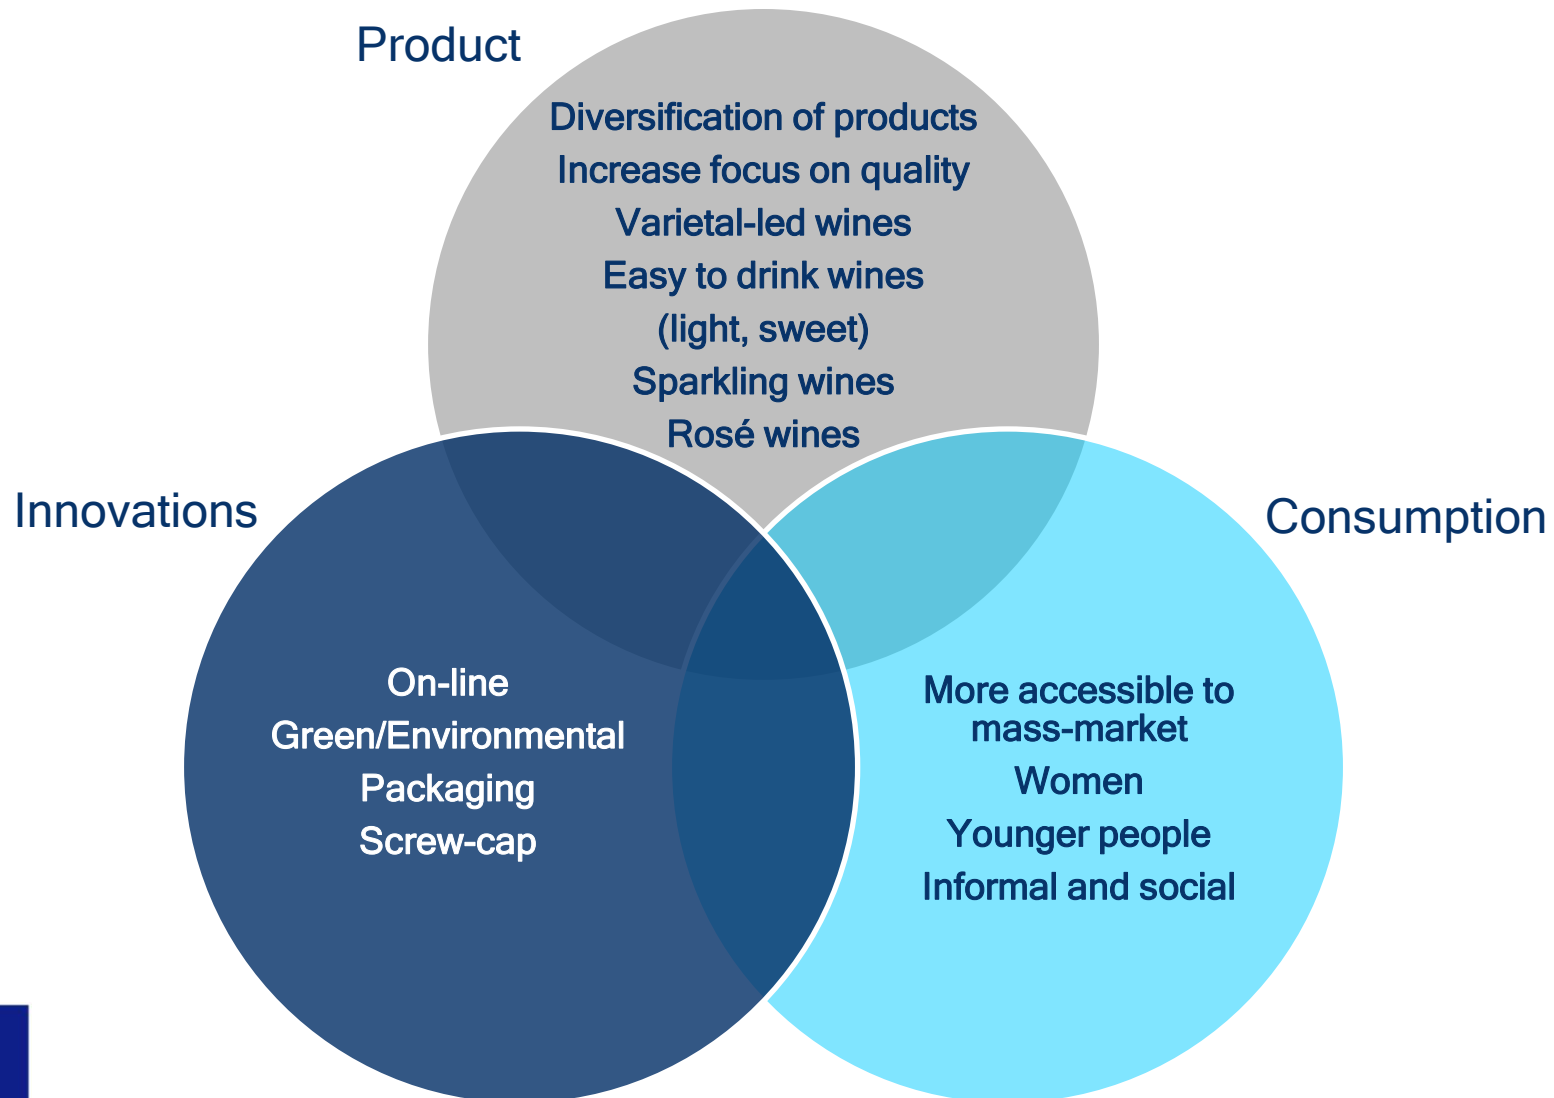 Product
Diversification of products
Increase focus on quality
Varietal-led wines
Easy to drink wines
(light, sweet)
Sparkling wines
Rosé wines
Innovations
On-line
Green/Environmental
Packaging
Screw-cap
Consumption
More accessible to
mass-market
Women
Younger people
Informal and social